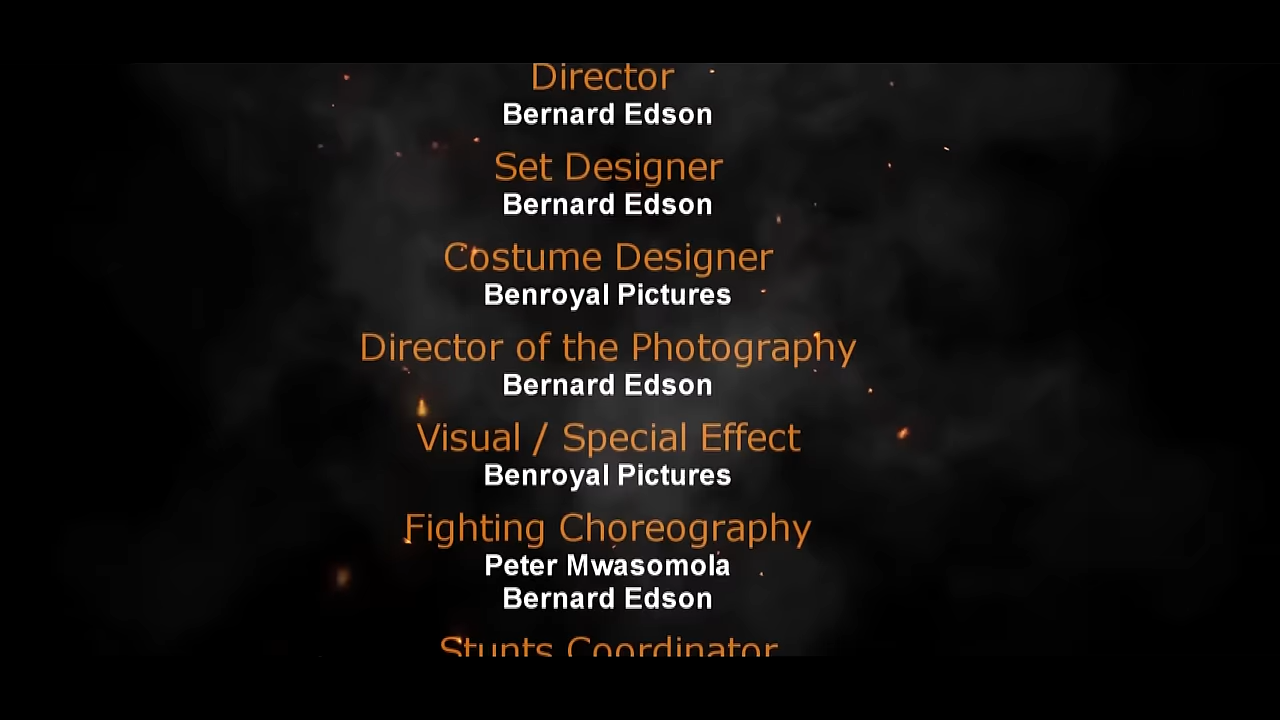 Director
Bernard Edson
Set Designer
Bernard Edson
Costume Designer
Benroyal Pictures
Director of the Photography
Bernard Edson
Visual / Special Effect
Benroyal Pictures
Fighting Choreography
Peter Mwasomola
Bernard Edson
Stunts Coordinator